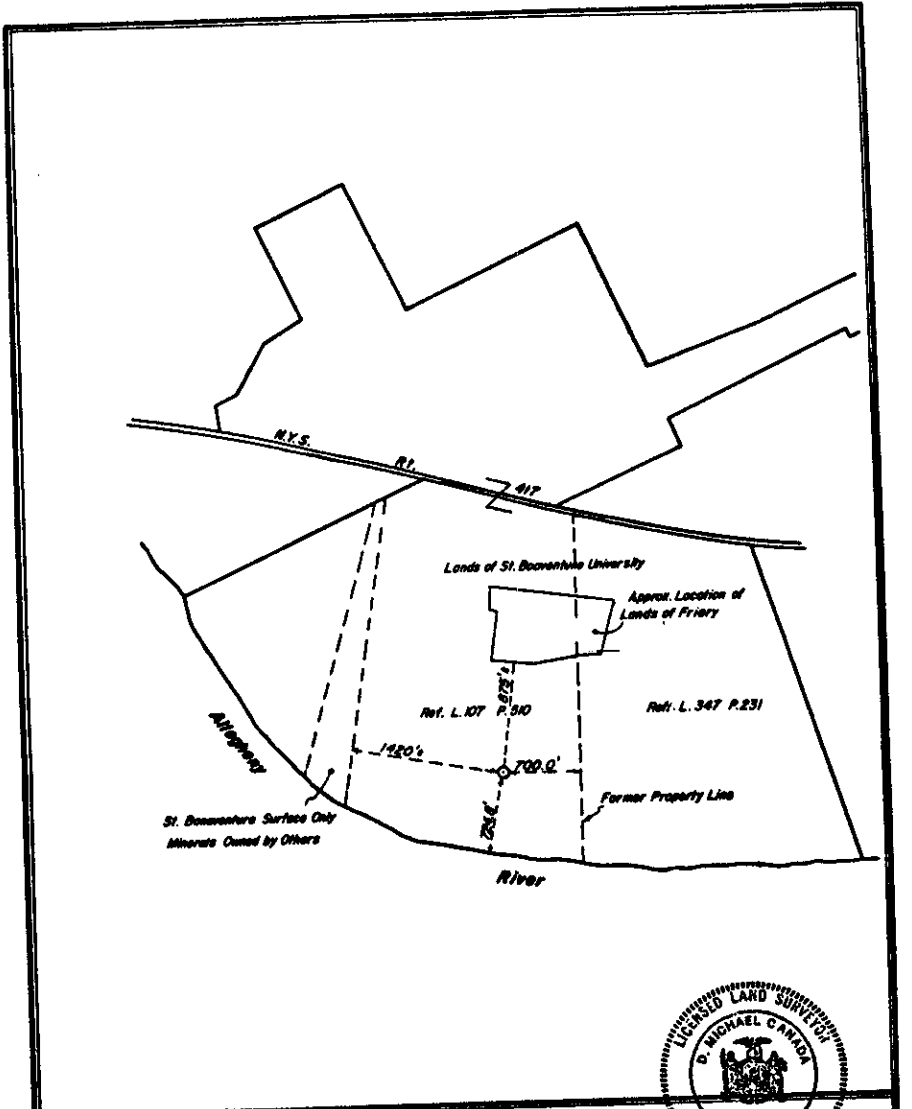 N.Y.S. Rt. 417
Lands of St. Bonaventure University
Approx. Location of
Lands of Friary
875'±
Ref. L. 107 P. 510
Ref. L. 347 P. 231
Allegheny
1420'±
700.0'
Former Property Line
St. Bonaventure Surface Only
Minerals Owned by Others
River
LICENSED LAND SURVEYOR
D. MICHAEL CANADA